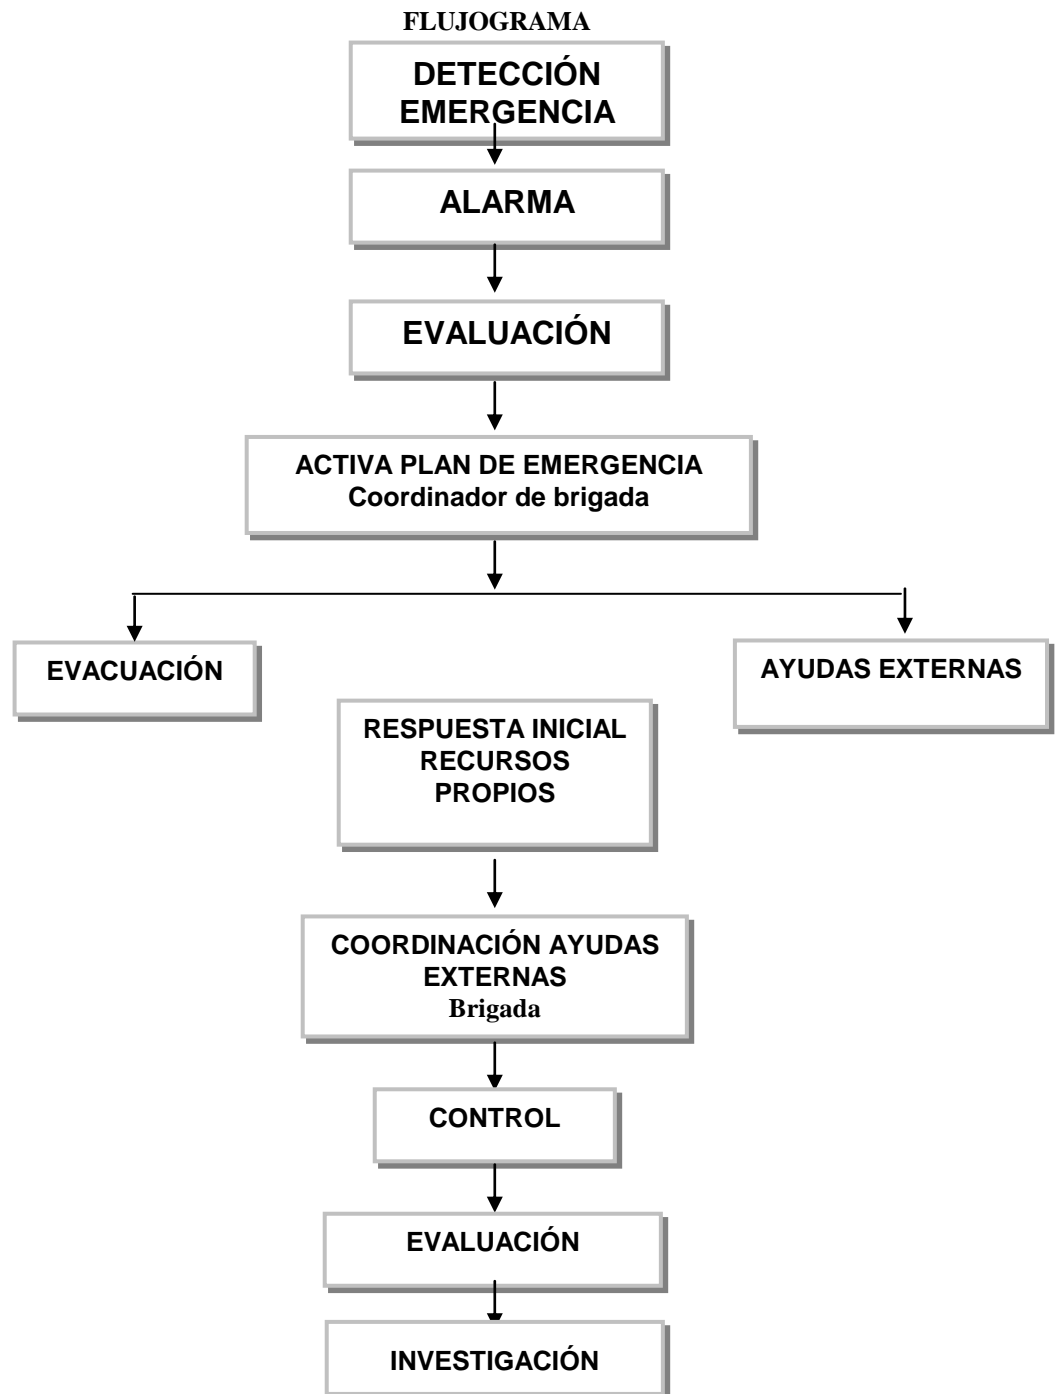 FLUJOGRAMA
DETECCIÓN
EMERGENCIA
ALARMA
EVALUACIÓN
ACTIVA PLAN DE EMERGENCIA
Coordinador de brigada
EVACUACIÓN
AYUDAS EXTERNAS
RESPUESTA INICIAL
RECURSOS
PROPIOS
COORDINACIÓN AYUDAS
EXTERNAS
Brigada
CONTROL
EVALUACIÓN
INVESTIGACIÓN